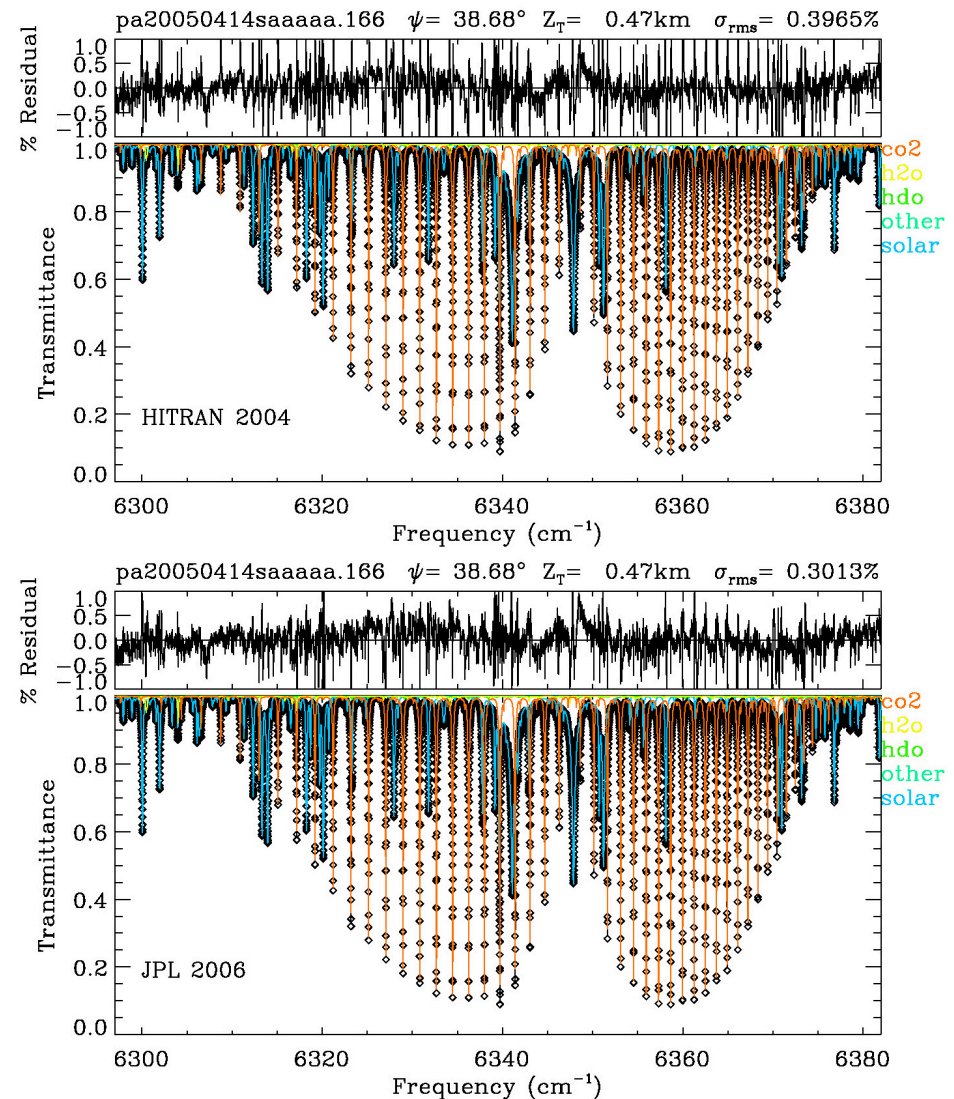 pa20050414saaaaa.166 ψ= 38.68° Z_T= 0.47km σ_rms= 0.3965%
% Residual
1.0
0.5
0.0
−0.5
−1.0
Transmittance
1.0
0.8
0.6
0.4
0.2
0.0
co2
h2o
hdo
other
solar
HITRAN 2004
6300 6320 6340 6360 6380
Frequency (cm⁻¹)
pa20050414saaaaa.166 ψ= 38.68° Z_T= 0.47km σ_rms= 0.3013%
% Residual
1.0
0.5
0.0
−0.5
−1.0
Transmittance
1.0
0.8
0.6
0.4
0.2
0.0
co2
h2o
hdo
other
solar
JPL 2006
6300 6320 6340 6360 6380
Frequency (cm⁻¹)